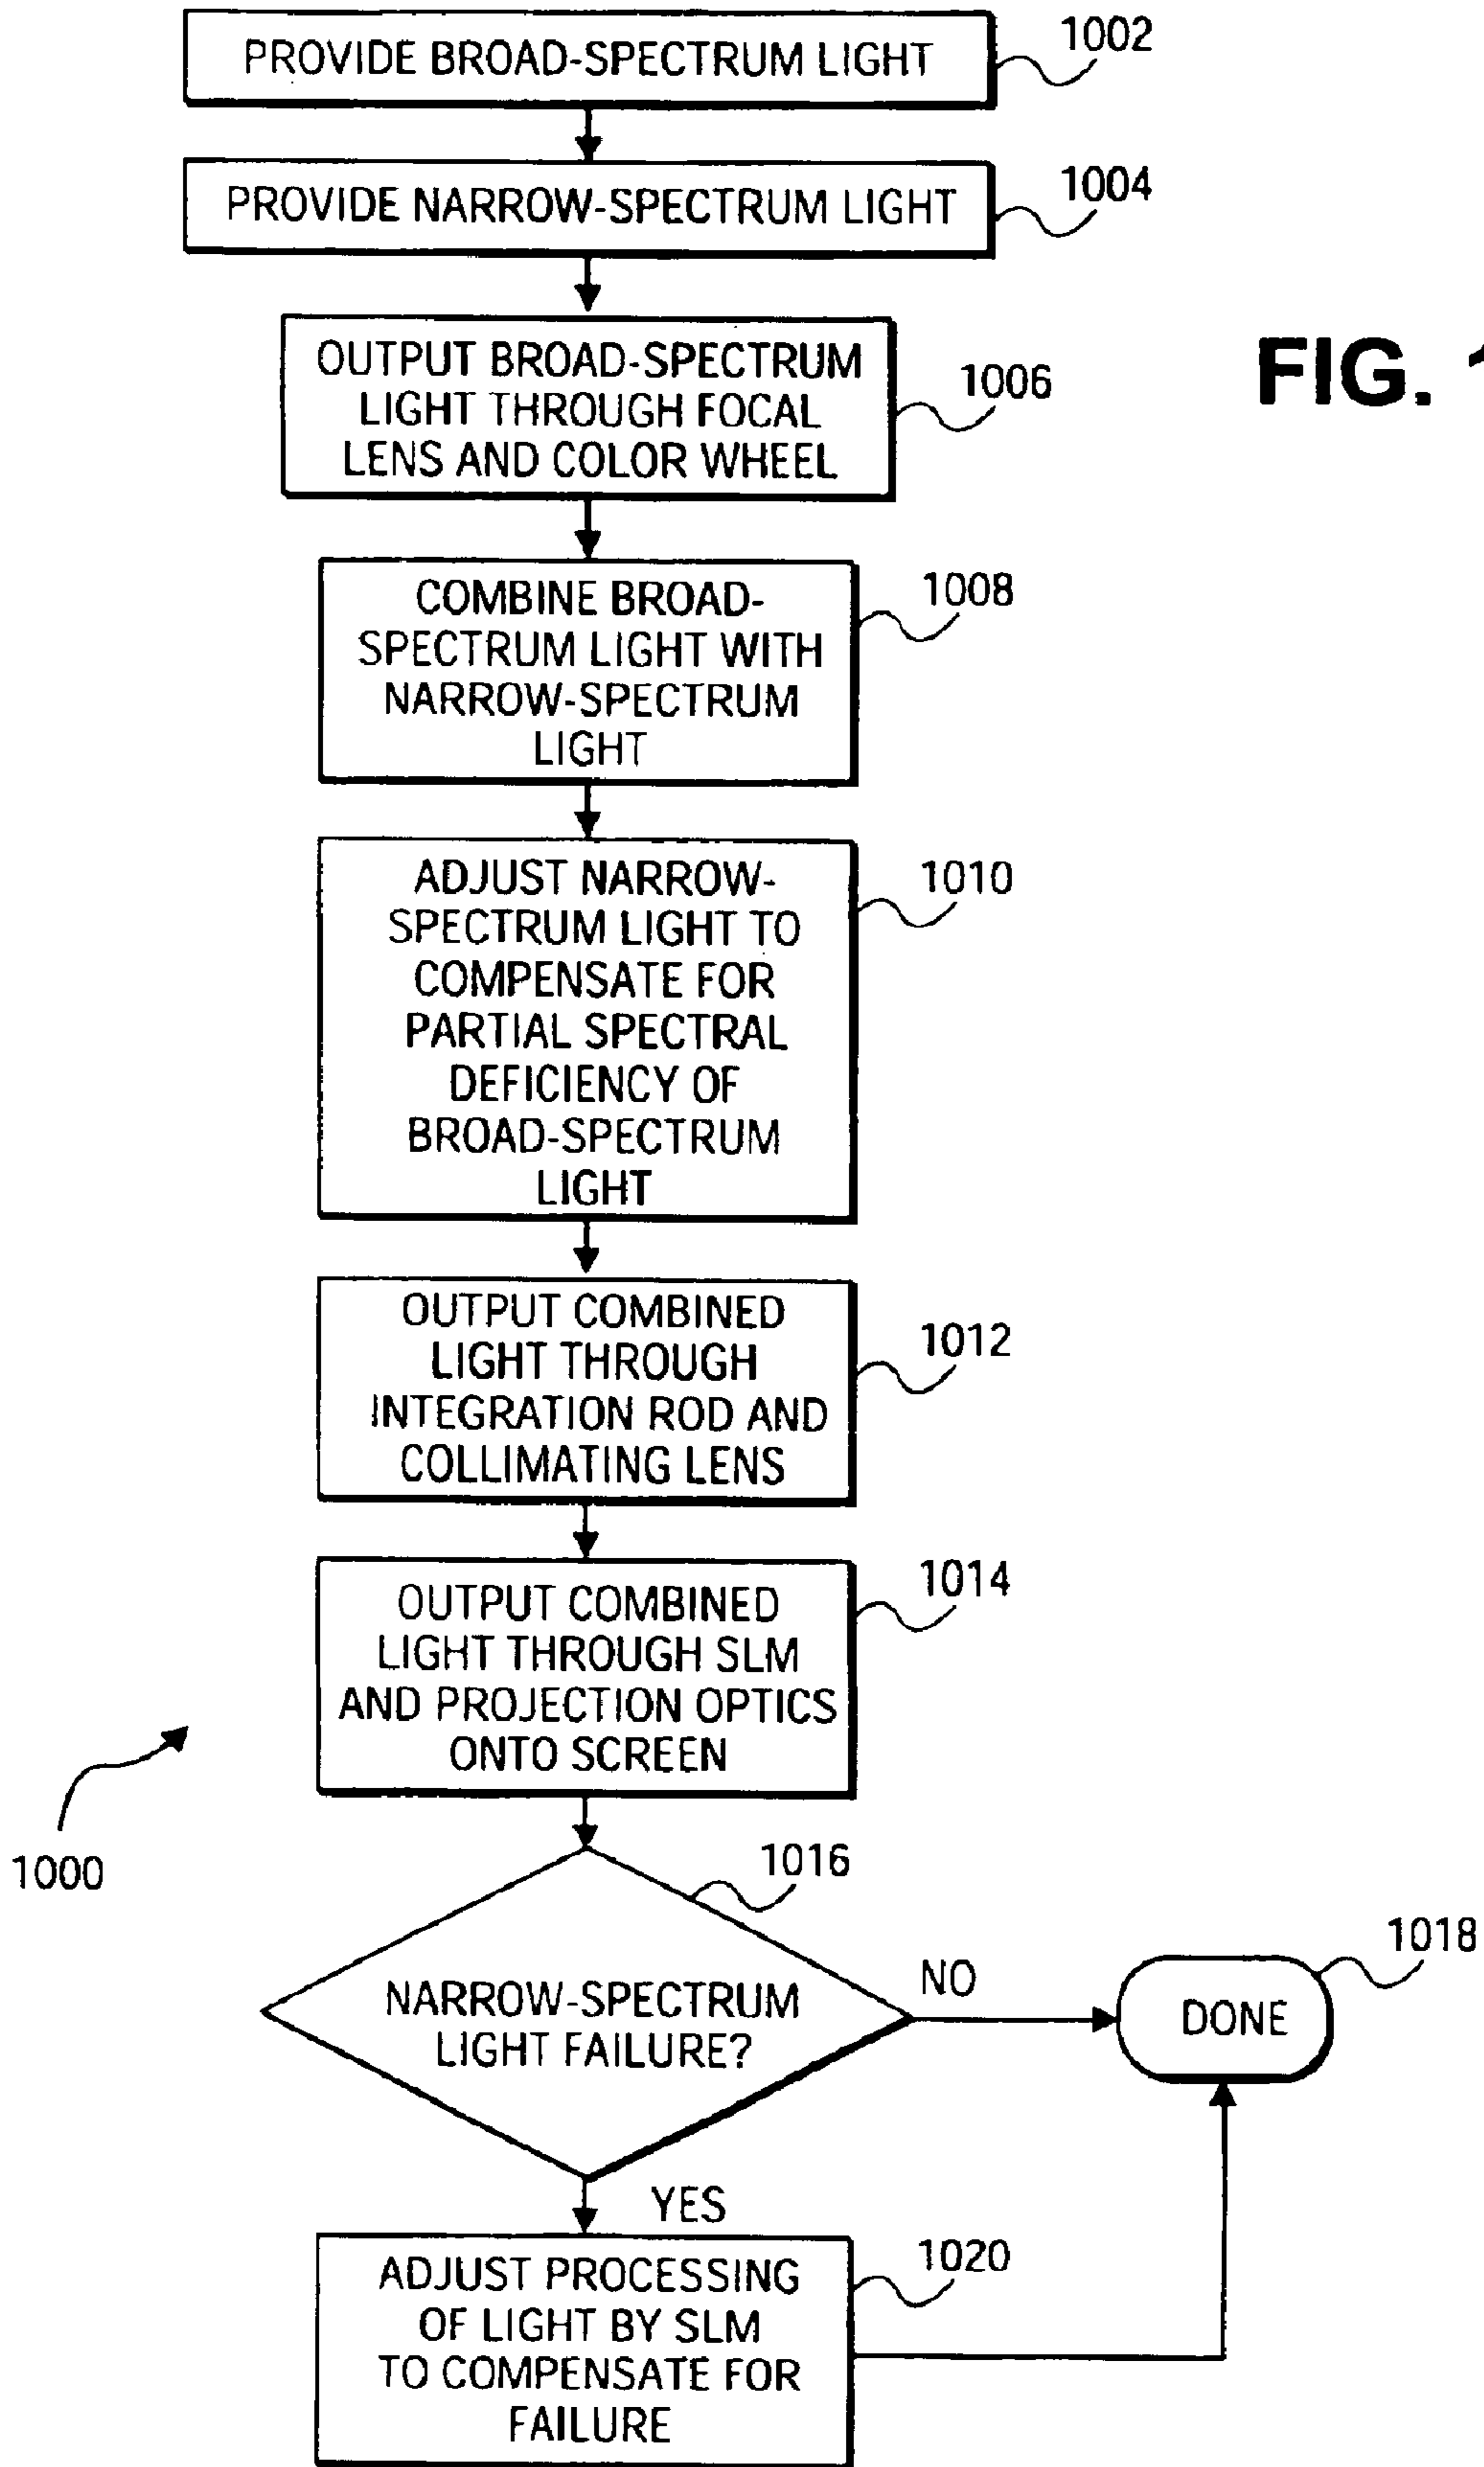 PROVIDE BROAD-SPECTRUM LIGHT
1002
PROVIDE NARROW-SPECTRUM LIGHT
1004
OUTPUT BROAD-SPECTRUM
LIGHT THROUGH FOCAL
LENS AND COLOR WHEEL
1006
FIG.
COMBINE BROAD-
SPECTRUM LIGHT WITH
NARROW-SPECTRUM
LIGHT
1008
ADJUST NARROW-
SPECTRUM LIGHT TO
COMPENSATE FOR
PARTIAL SPECTRAL
DEFICIENCY OF
BROAD-SPECTRUM
LIGHT
1010
OUTPUT COMBINED
LIGHT THROUGH
INTEGRATION ROD AND
COLLIMATING LENS
1012
OUTPUT COMBINED
LIGHT THROUGH SLM
AND PROJECTION OPTICS
ONTO SCREEN
1014
1000
1016
NARROW-SPECTRUM
LIGHT FAILURE?
NO
DONE
1018
YES
ADJUST PROCESSING
OF LIGHT BY SLM
TO COMPENSATE FOR
FAILURE
1020